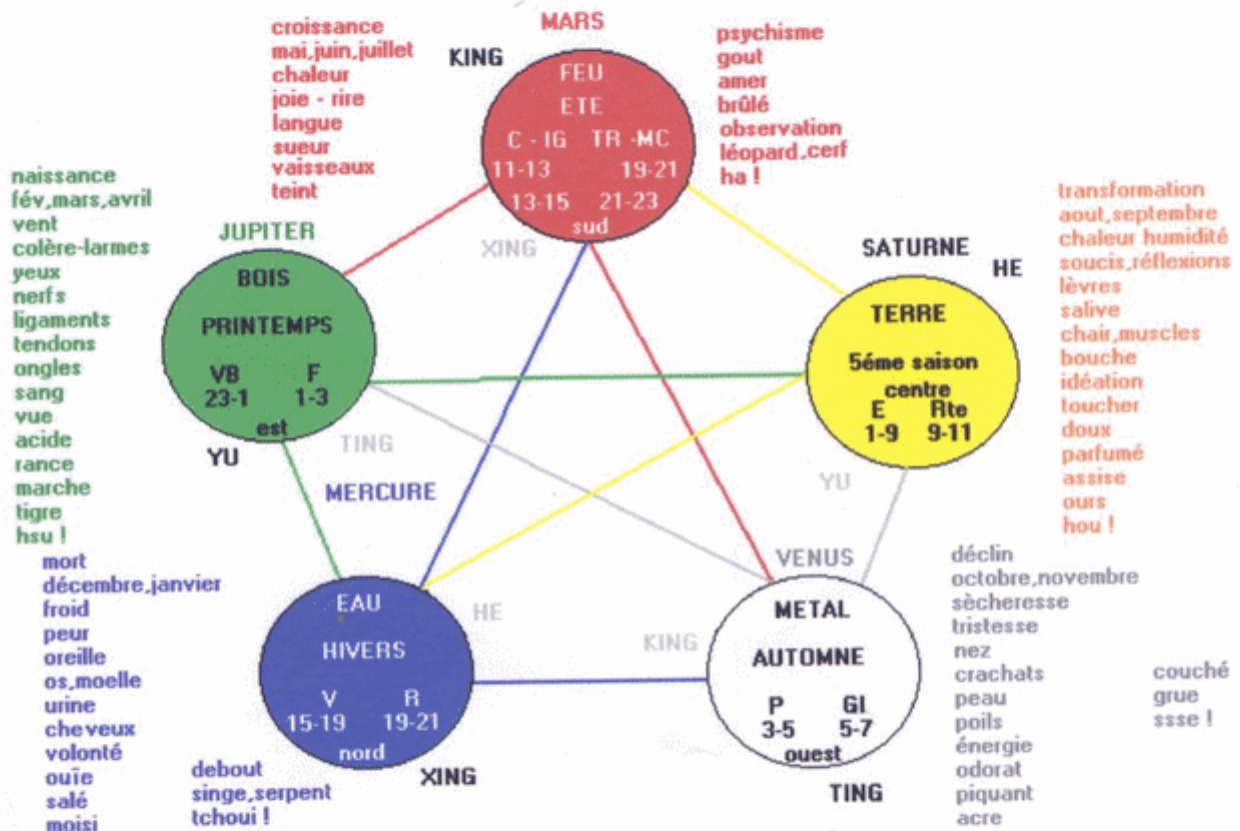 MARS
KING
croissance
mai,juin,juillet
chaleur
joie - rire
langue
sueur
vaisseaux
teint
FEU
ETE
C - IG TR -MC
11-13 19-21
13-15 21-23
sud
psychisme
gout
amer
brûlé
observation
léopard,cerf
ha !
XING
naissance
fév,mars,avril
vent
colère-larmes
yeux
nerfs
ligaments
tendons
ongles
sang
vue
acide
rance
marche
tigre
hsu !
JUPITER
BOIS
PRINTEMPS
VB F
23-1 1-3
est
YU
TING
SATURNE
HE
TERRE
5éme saison
centre
E Rte
1-9 9-11
YU
transformation
aout,septembre
chaleur humidité
soucis,réflexions
lèvres
salive
chair,muscles
bouche
idéation
toucher
doux
parfumé
assise
ours
hou !
MERCURE
mort
décembre,janvier
froid
peur
oreille
os,moelle
urine
cheveux
volonté
ouïe
salé
moisi
debout
singe,serpent
tchoui !
EAU
HIVERS
V R
15-19 19-21
nord
XING
HE
KING
VENUS
METAL
AUTOMNE
P GI
3-5 5-7
ouest
TING
déclin
octobre,novembre
sècheresse
tristesse
nez
crachats
peau
poils
énergie
odorat
piquant
acre
couché
grue
ssse !